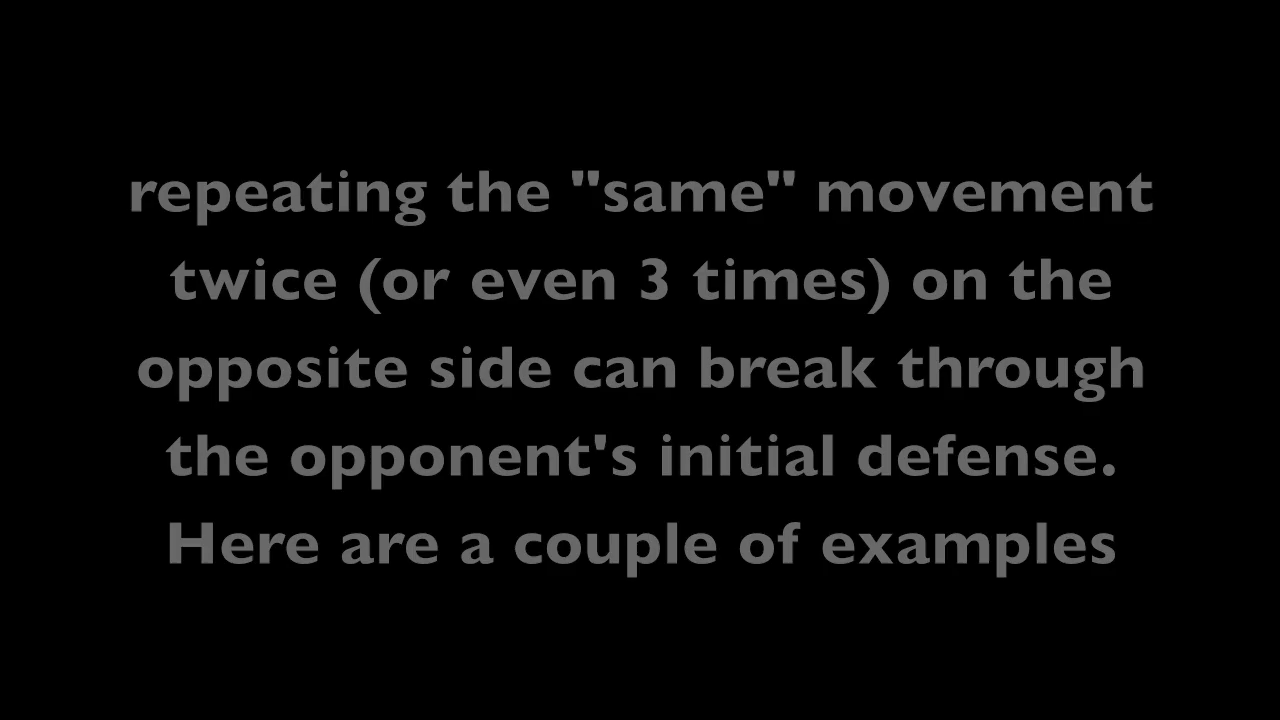 repeating the "same" movement
twice (or even 3 times) on the
opposite side can break through
the opponent's initial defense.
Here are a couple of examples